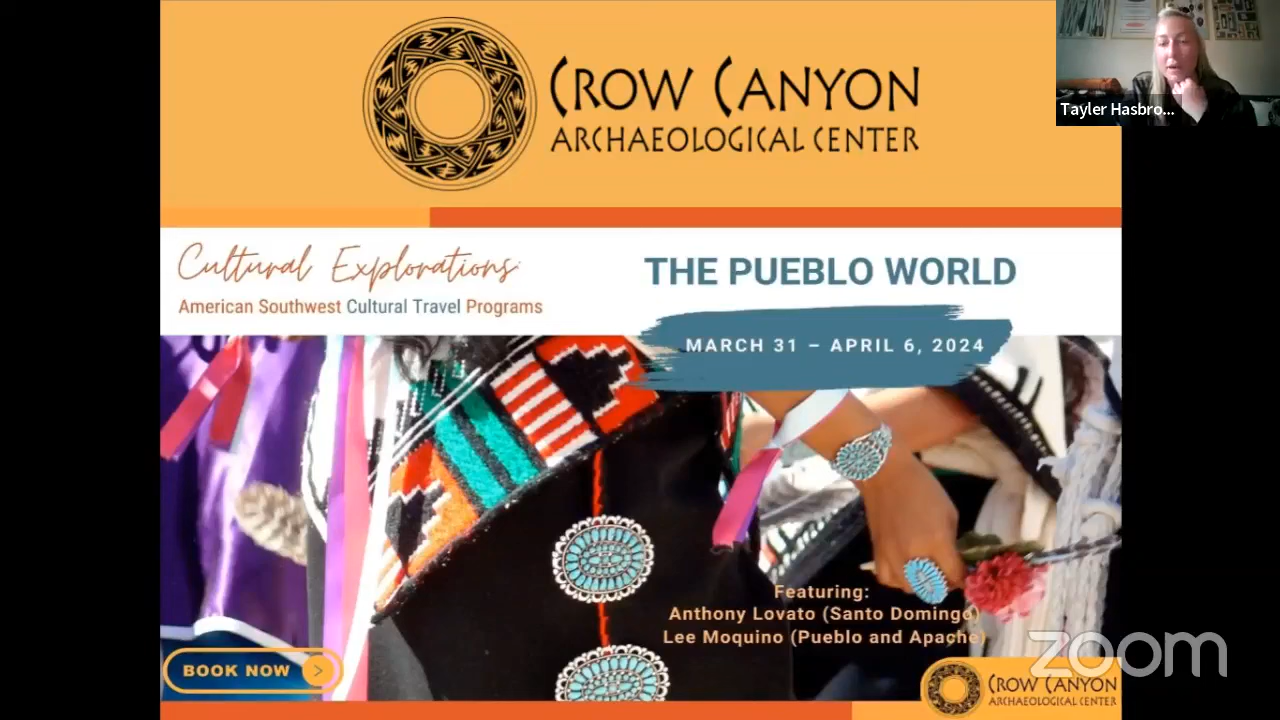 CROW CANYON
ARCHAEOLOGICAL CENTER
Tayler Hasbro...
Cultural Explorations:
American Southwest Cultural Travel Programs
THE PUEBLO WORLD
MARCH 31 – APRIL 6, 2024
Featuring:
Anthony Lovato (Santo Domingo)
Lee Moquino (Pueblo and Apache)
BOOK NOW >
zoom
CROW CANYON
ARCHAEOLOGICAL CENTER